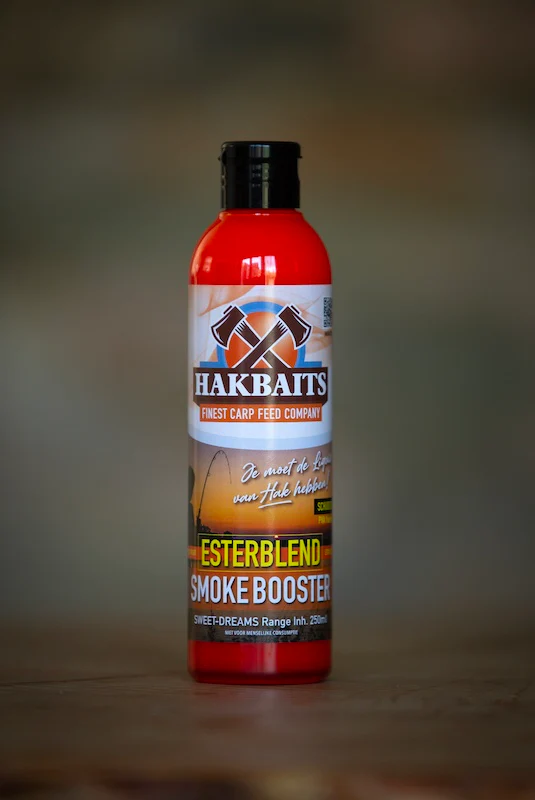 HAKBAITS
FINEST CARP FEED COMPANY
Je moet de
van Hak hebben
ESTERBLEND
SMOKE BOOSTER
SWEET-DREAMS Range Inh. 250ml
NIET VOOR MENSELIJKE CONSUMPTIE